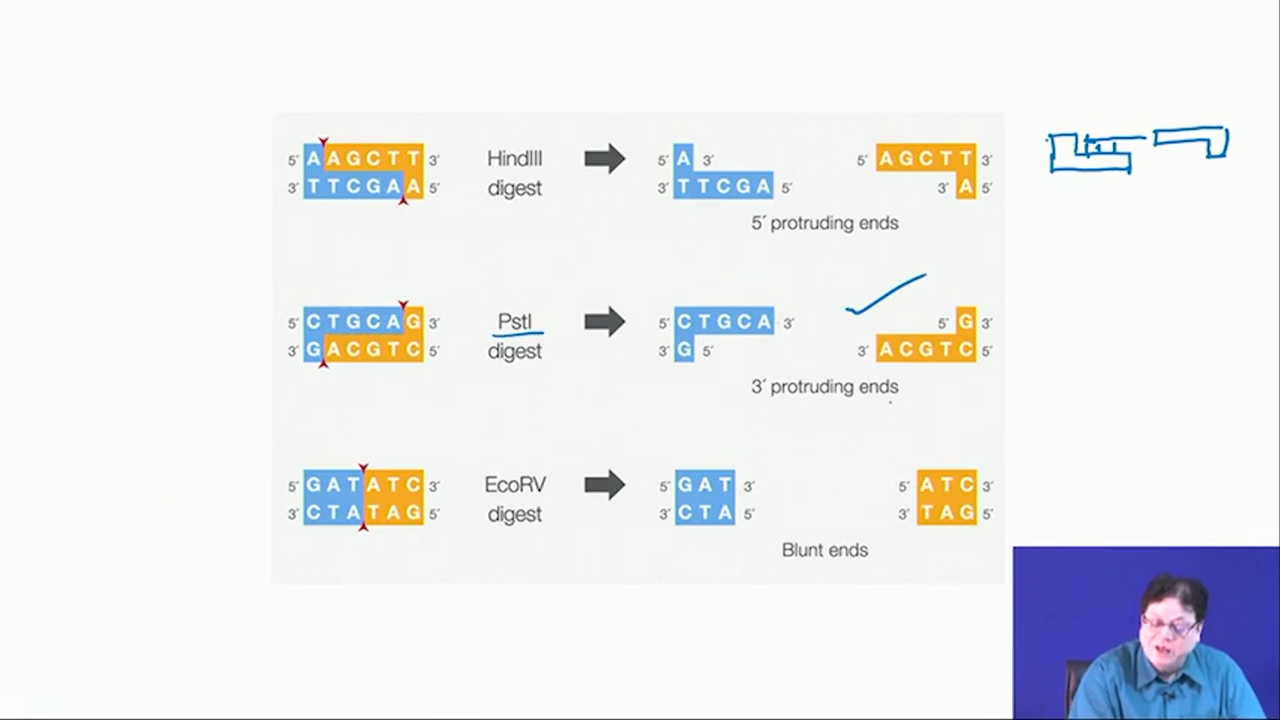 5´ AAGCTT 3´ HindIII 5´ A 3´ 5´ AGCTT 3´
3´ TTCGAA 5´ digest 3´ TTCGA 5´ 3´ A 5´
5´ protruding ends
5´ CTGCAG 3´ PstI 5´ CTGCA 3´ 5´ G 3´
3´ GACGTC 5´ digest 3´ G 5´ 3´ ACGTC 5´
3´ protruding ends
5´ GATATC 3´ EcoRV 5´ GAT 3´ 5´ ATC 3´
3´ CTATAG 5´ digest 3´ CTA 5´ 3´ TAG 5´
Blunt ends